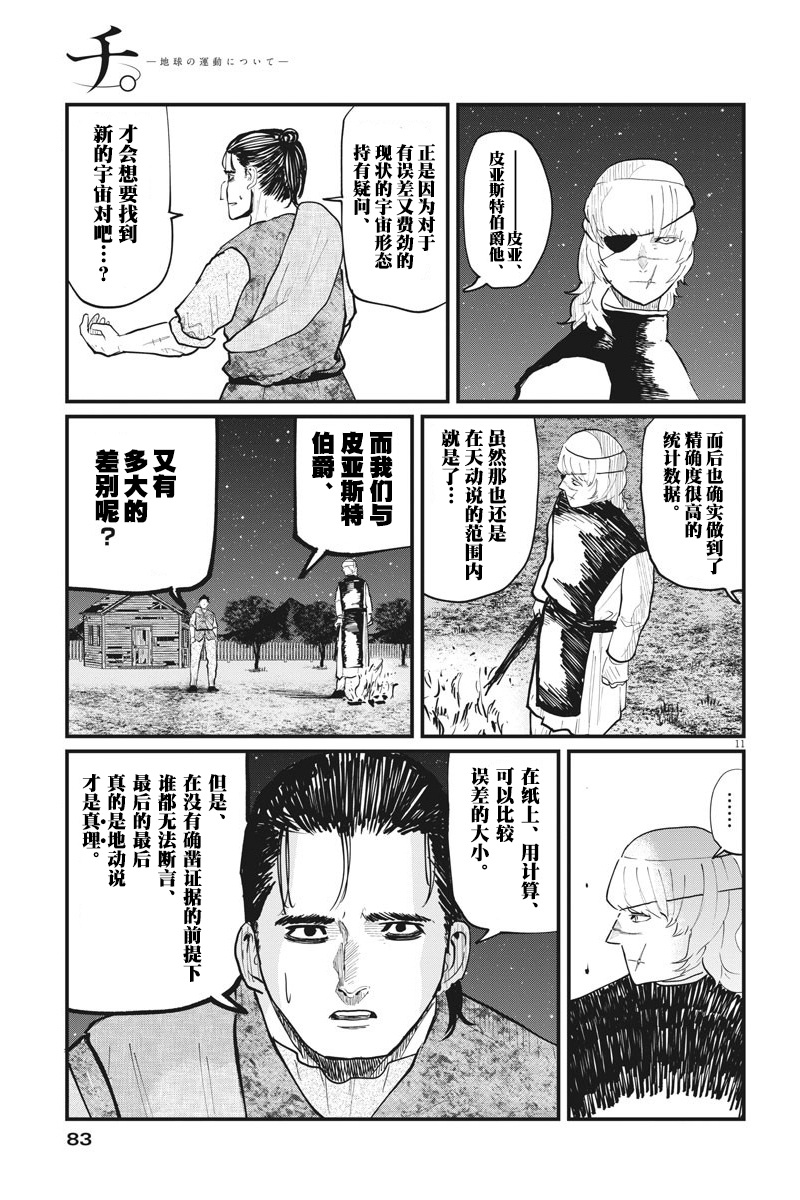 チ。
―地球の運動について―
――皮亚、
皮亚斯特伯爵他、
正是因为对于
有误差又费劲的
现状的宇宙形态
持有疑问、
才会想要找到
新的宇宙对吧…?
而后也确实做到了
精确度很高的
统计数据。
虽然那也还是
在天动说的范围内
就是了…
而我们与
皮亚斯特
伯爵、
又有
多大的
差别呢?
11
……
在纸上、用计算、
可以比较
误差的大小。
但是、
在没有确凿证据的前提下
谁都无法断言、
最后的最后
真的是地动说
才是真理。
83